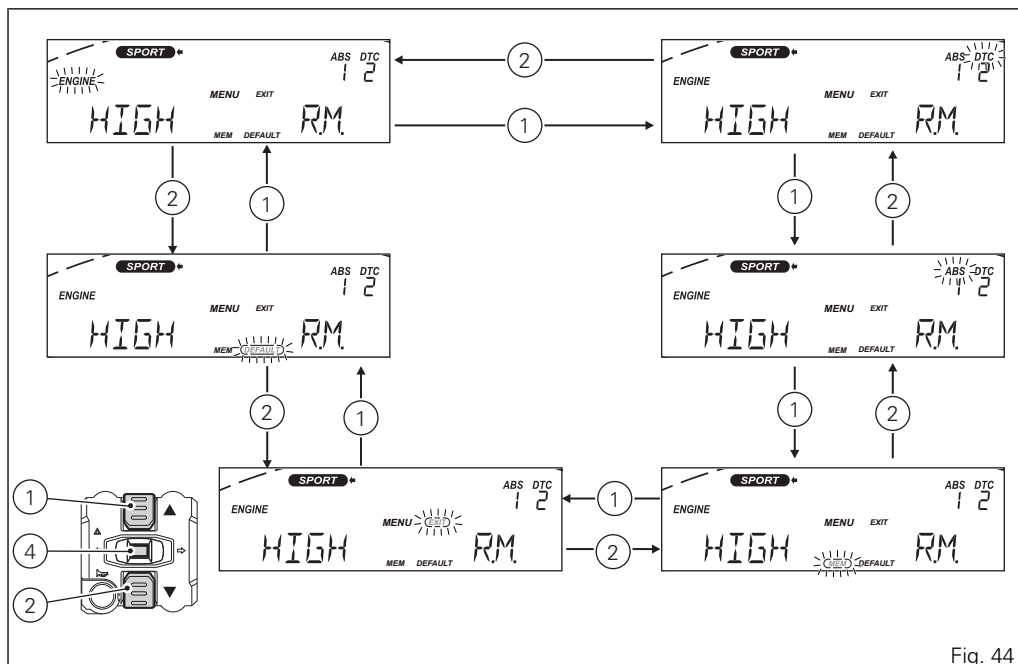 SPORT
ABS DTC
1 2
ENGINE
MENU EXIT
HIGH R.M.
MEM DEFAULT
2
1
SPORT
ABS DTC
1 2
ENGINE
MENU EXIT
HIGH R.M.
MEM DEFAULT
2
1
1
2
SPORT
ABS DTC
1 2
ENGINE
MENU EXIT
HIGH R.M.
MEM DEFAULT
SPORT
ABS DTC
1 2
ENGINE
MENU EXIT
HIGH R.M.
MEM DEFAULT
2
1
1
2
SPORT
ABS DTC
1 2
ENGINE
MENU EXIT
HIGH R.M.
MEM DEFAULT
1
2
SPORT
ABS DTC
1 2
ENGINE
MENU EXIT
HIGH R.M.
MEM DEFAULT
1
4
2
Fig. 44